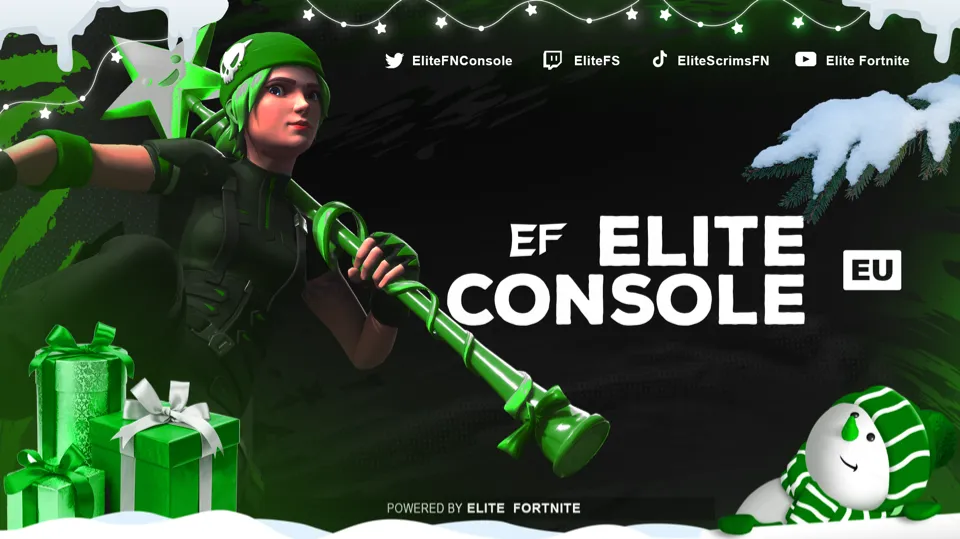 EliteFNConsole EliteFS EliteScrimsFN Elite Fortnite
EF ELITE
CONSOLE
EU
POWERED BY ELITE FORTNITE